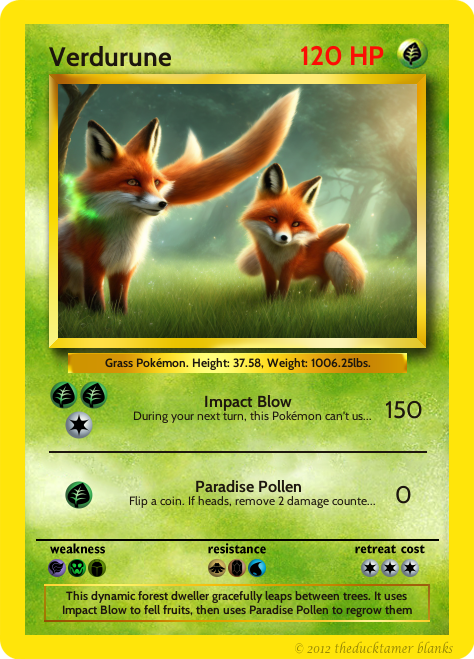 Verdurune 120 HP
Grass Pokémon. Height: 37.58, Weight: 1006.25lbs.
Impact Blow
During your next turn, this Pokémon can't us... 150
Paradise Pollen
Flip a coin. If heads, remove 2 damage counte... 0
weakness resistance retreat cost
This dynamic forest dweller gracefully leaps between trees. It uses
Impact Blow to fell fruits, then uses Paradise Pollen to regrow them
© 2012 theducktamer blanks